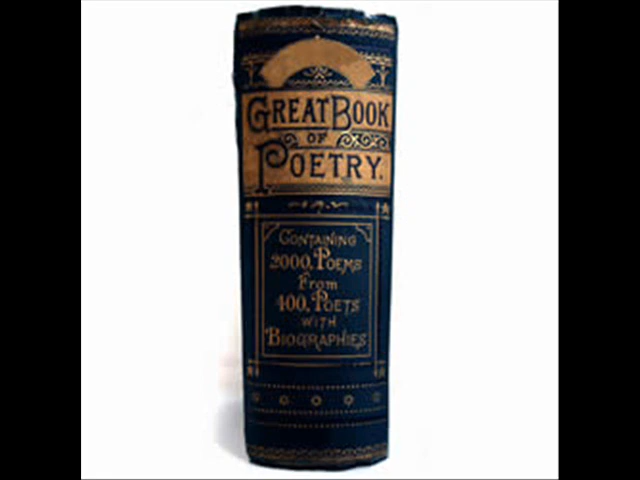 GREAT BOOK
OF
POETRY.
CONTAINING
2000, POEMS
From
400, POETS
WITH
BIOGRAPHIES